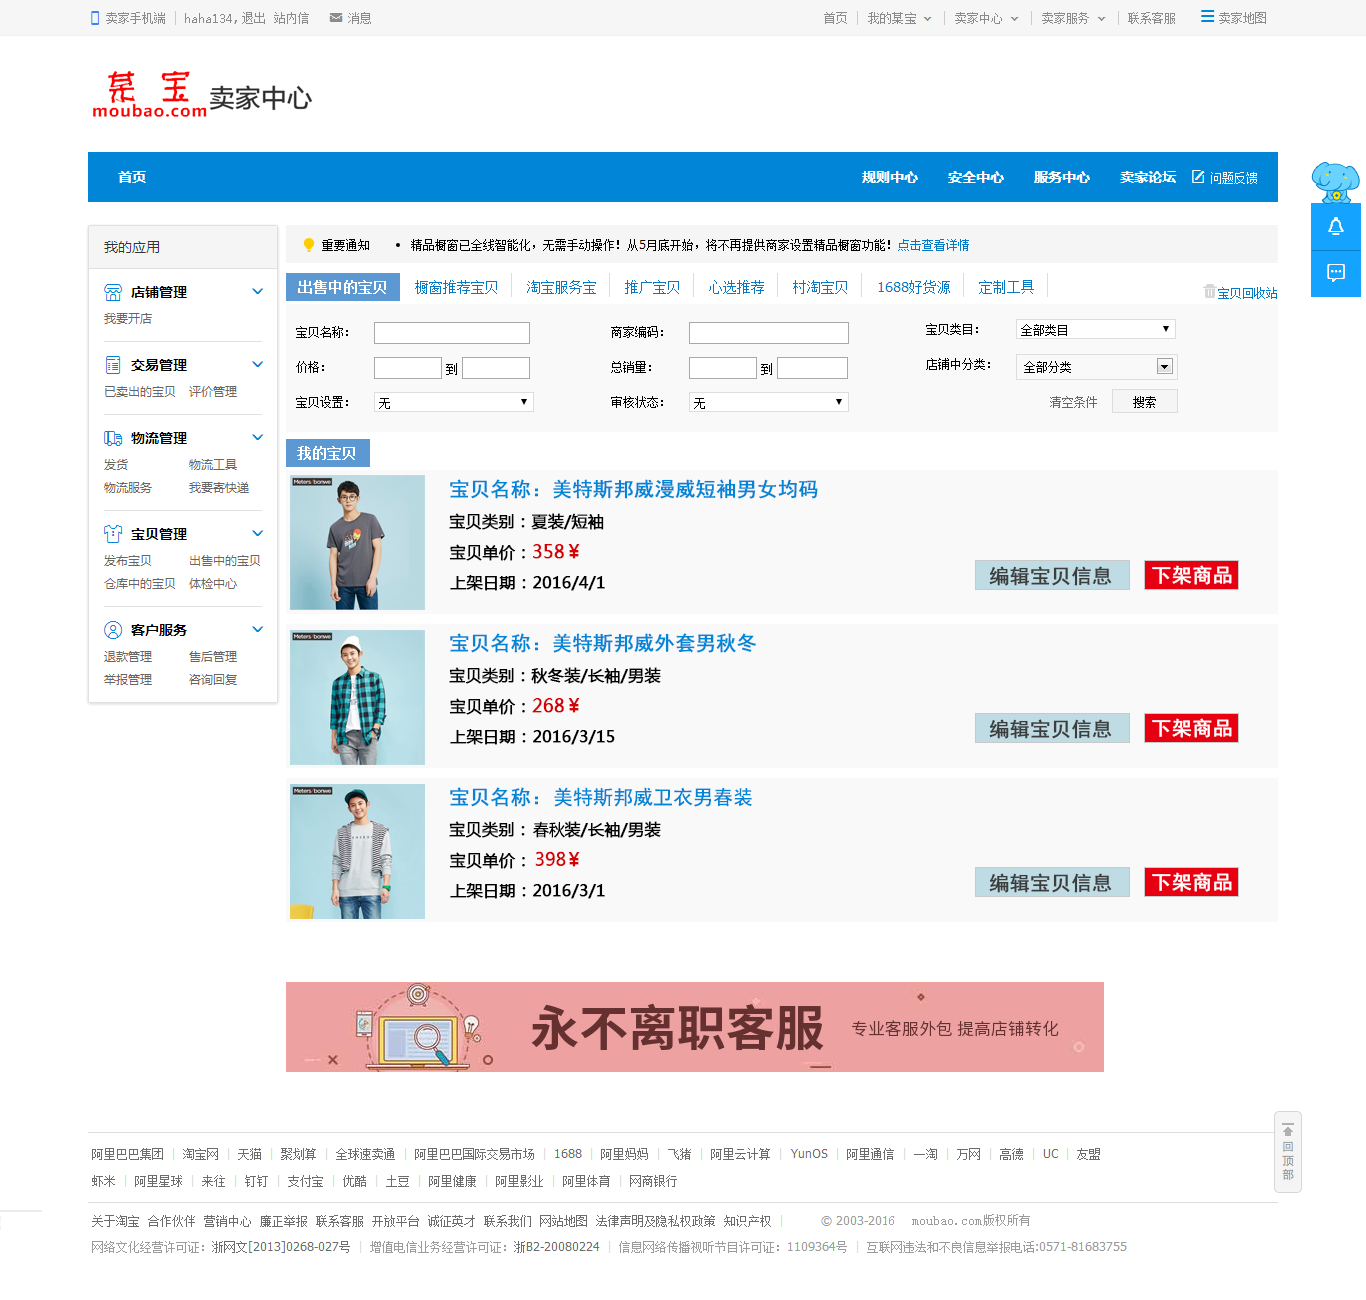 卖家手机端 haha134,退出 站内信 消息 首页 我的某宝 卖家中心 卖家服务 联系客服 卖家地图
某宝
moubao.com 卖家中心
首页 规则中心 安全中心 服务中心 卖家论坛 问题反馈
我的应用
店铺管理
我要开店
交易管理
已卖出的宝贝 评价管理
物流管理
发货 物流工具
物流服务 我要寄快递
宝贝管理
发布宝贝 出售中的宝贝
仓库中的宝贝 体检中心
客户服务
退款管理 售后管理
举报管理 咨询回复
重要通知 • 精品橱窗已全线智能化，无需手动操作！从5月底开始，将不再提供商家设置精品橱窗功能！点击查看详情
出售中的宝贝 橱窗推荐宝贝 淘宝服务宝 推广宝贝 心选推荐 村淘宝贝 1688好货源 定制工具 宝贝回收站
宝贝名称： 商家编码： 宝贝类目： 全部类目
价格： 到 总销量： 到 店铺中分类： 全部分类
宝贝设置： 无 审核状态： 无 清空条件 搜索
我的宝贝
Meters/bonwe
宝贝名称：美特斯邦威漫威短袖男女均码
宝贝类别：夏装/短袖
宝贝单价：358￥
上架日期：2016/4/1
编辑宝贝信息 下架商品
Meters/bonwe
宝贝名称：美特斯邦威外套男秋冬
宝贝类别：秋冬装/长袖/男装
宝贝单价：268￥
上架日期：2016/3/15
编辑宝贝信息 下架商品
Meters/bonwe
宝贝名称：美特斯邦威卫衣男春装
宝贝类别：春秋装/长袖/男装
宝贝单价：398￥
上架日期：2016/3/1
编辑宝贝信息 下架商品
永不离职客服 专业客服外包 提高店铺转化
回顶部
阿里巴巴集团 淘宝网 天猫 聚划算 全球速卖通 阿里巴巴国际交易市场 1688 阿里妈妈 飞猪 阿里云计算 YunOS 阿里通信 一淘 万网 高德 UC 友盟
虾米 阿里星球 来往 钉钉 支付宝 优酷 土豆 阿里健康 阿里影业 阿里体育 网商银行
关于淘宝 合作伙伴 营销中心 廉正举报 联系客服 开放平台 诚征英才 联系我们 网站地图 法律声明及隐私权政策 知识产权 © 2003-2016 moubao.com版权所有
网络文化经营许可证：浙网文[2013]0268-027号 增值电信业务经营许可证：浙B2-20080224 信息网络传播视听节目许可证：1109364号 互联网违法和不良信息举报电话:0571-81683755